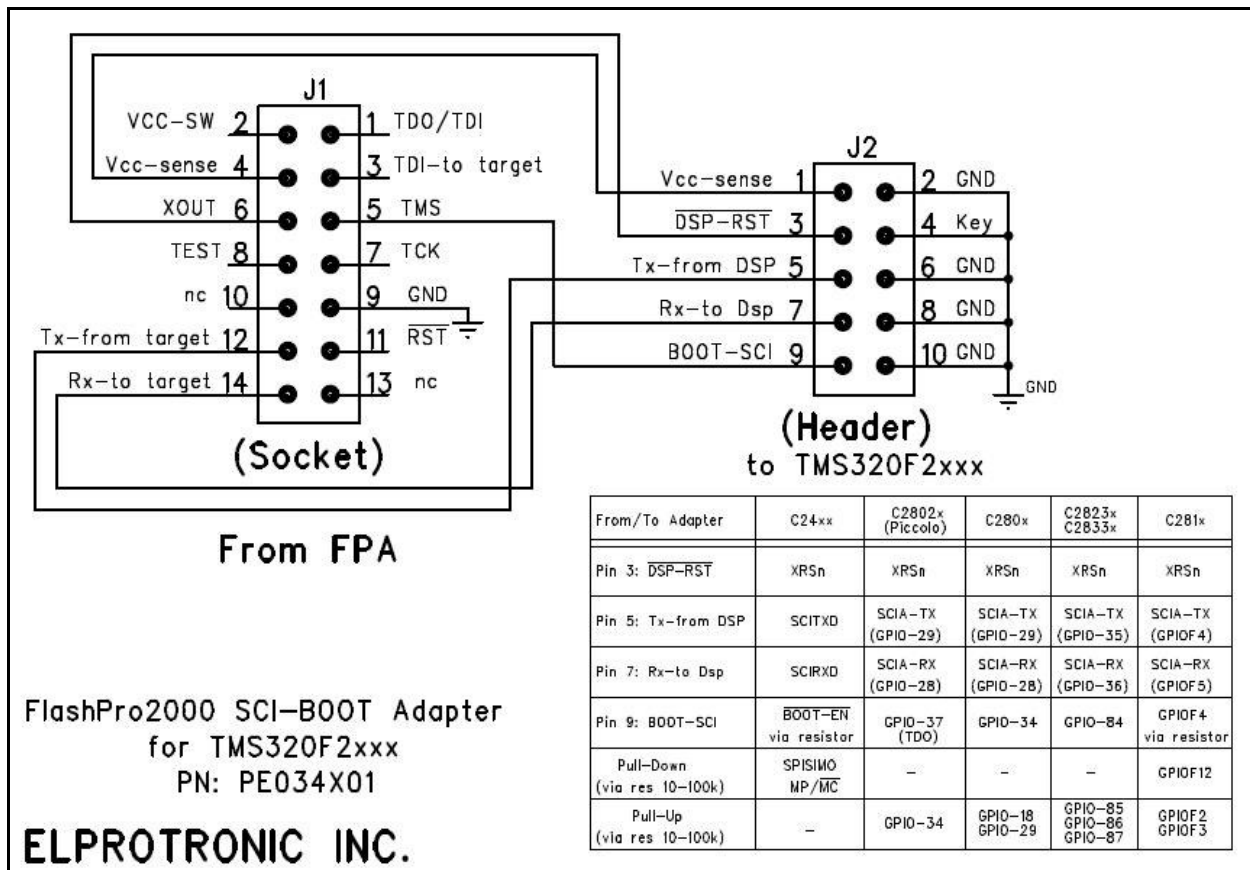 J1
VCC-SW 2 1 TDO/TDI
Vcc-sense 4 3 TDI-to target
XOUT 6 5 TMS
TEST 8 7 TCK
nc 10 9 GND
Tx-from target 12 11 RST
Rx-to target 14 13 nc
(Socket)
From FPA
J2
Vcc-sense 1 2 GND
DSP-RST 3 4 Key
Tx-from DSP 5 6 GND
Rx-to Dsp 7 8 GND
BOOT-SCI 9 10 GND
GND
(Header)
to TMS320F2xxx
From/To Adapter C24xx C2802x (Piccolo) C280x C2823x C2833x C281x
Pin 3: DSP-RST XRSn XRSn XRSn XRSn XRSn
Pin 5: Tx-from DSP SCITXD SCIA-TX (GPIO-29) SCIA-TX (GPIO-29) SCIA-TX (GPIO-35) SCIA-TX (GPIOF4)
Pin 7: Rx-to Dsp SCIRXD SCIA-RX (GPIO-28) SCIA-RX (GPIO-28) SCIA-RX (GPIO-36) SCIA-RX (GPIOF5)
Pin 9: BOOT-SCI BOOT-EN via resistor GPIO-37 (TDO) GPIO-34 GPIO-84 GPIOF4 via resistor
Pull-Down (via res 10-100k) SPISIMO MP/MC - - - GPIOF12
Pull-Up (via res 10-100k) - GPIO-34 GPIO-18 GPIO-29 GPIO-85 GPIO-86 GPIO-87 GPIOF2 GPIOF3
FlashPro2000 SCI-BOOT Adapter
for TMS320F2xxx
PN: PE034X01
ELPROTRONIC INC.